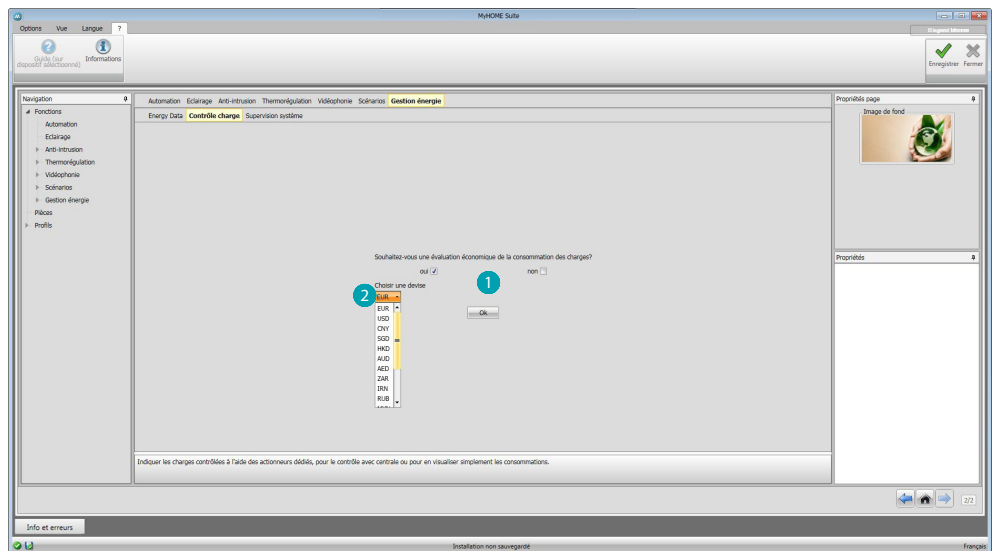 MyHOME Suite
Options Vue Langue ?
Guide (sur dispositif sélectionné)
Informations
Enregistrer Fermer
Navigation
Fonctions
Automation
Eclairage
Anti-intrusion
Thermorégulation
Vidéophonie
Scénarios
Gestion énergie
Pièces
Profils
Automation Eclairage Anti-intrusion Thermorégulation Vidéophonie Scénarios Gestion énergie
Energy Data Contrôle charge Supervision système
Souhaitez-vous une évaluation économique de la consommation des charges?
oui non
1
Choisir une devise
2
EUR
Ok
EUR
USD
CNY
SGD
HKD
AUD
AED
ZAR
IRN
RUB
Indiquer les charges contrôlées à l'aide des actionneurs dédiés, pour le contrôle avec centrale ou pour en visualiser simplement les consommations.
Propriétés page
Image de fond
Propriétés
2/2
Info et erreurs
Installation non sauvegardé
Français